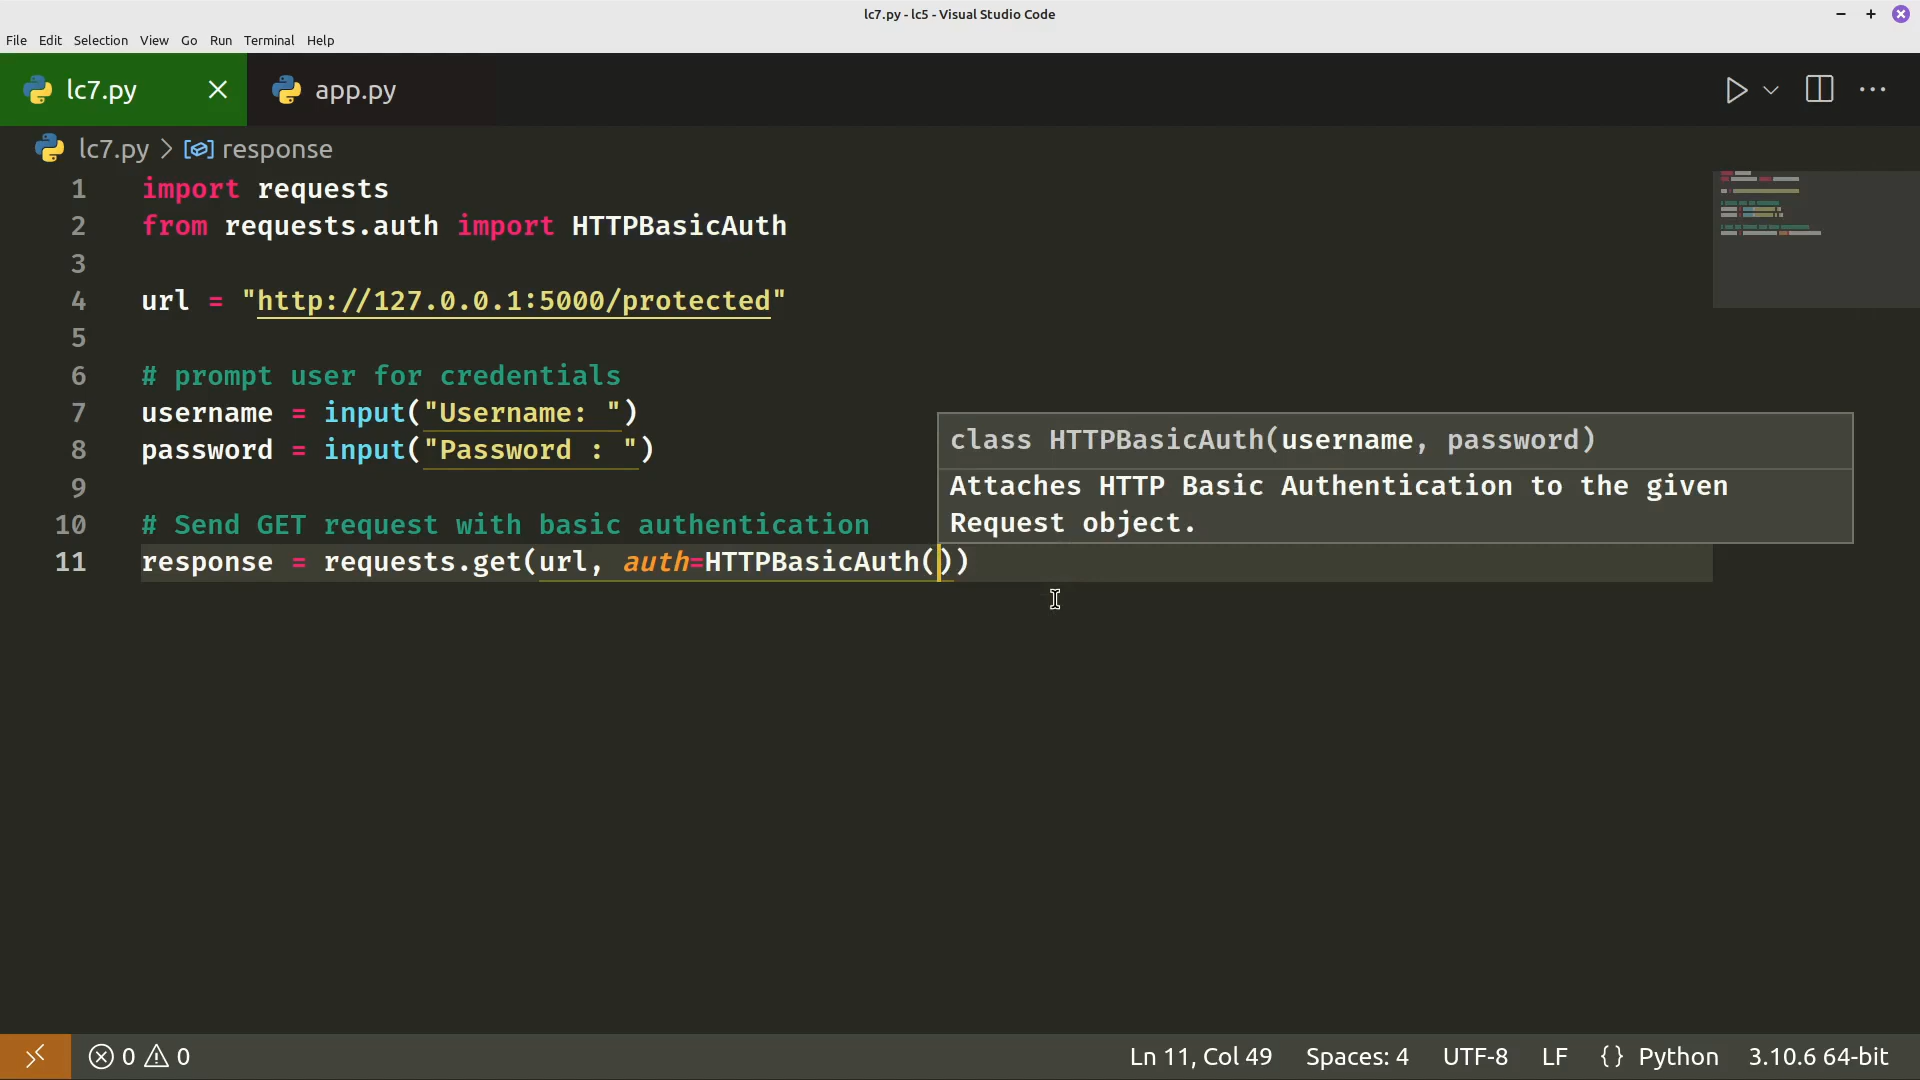 lc7.py - lc5 - Visual Studio Code
File Edit Selection View Go Run Terminal Help
lc7.py
app.py
lc7.py response
1 import requests
2 from requests.auth import HTTPBasicAuth
3
4 url = "http://127.0.0.1:5000/protected"
5
6 # prompt user for credentials
7 username = input("Username: ")
8 password = input("Password : ")
9
10 # Send GET request with basic authentication
11 response = requests.get(url, auth=HTTPBasicAuth())
class HTTPBasicAuth(username, password)
Attaches HTTP Basic Authentication to the given
Request object.
0 0 Ln 11, Col 49 Spaces: 4 UTF-8 LF {} Python 3.10.6 64-bit